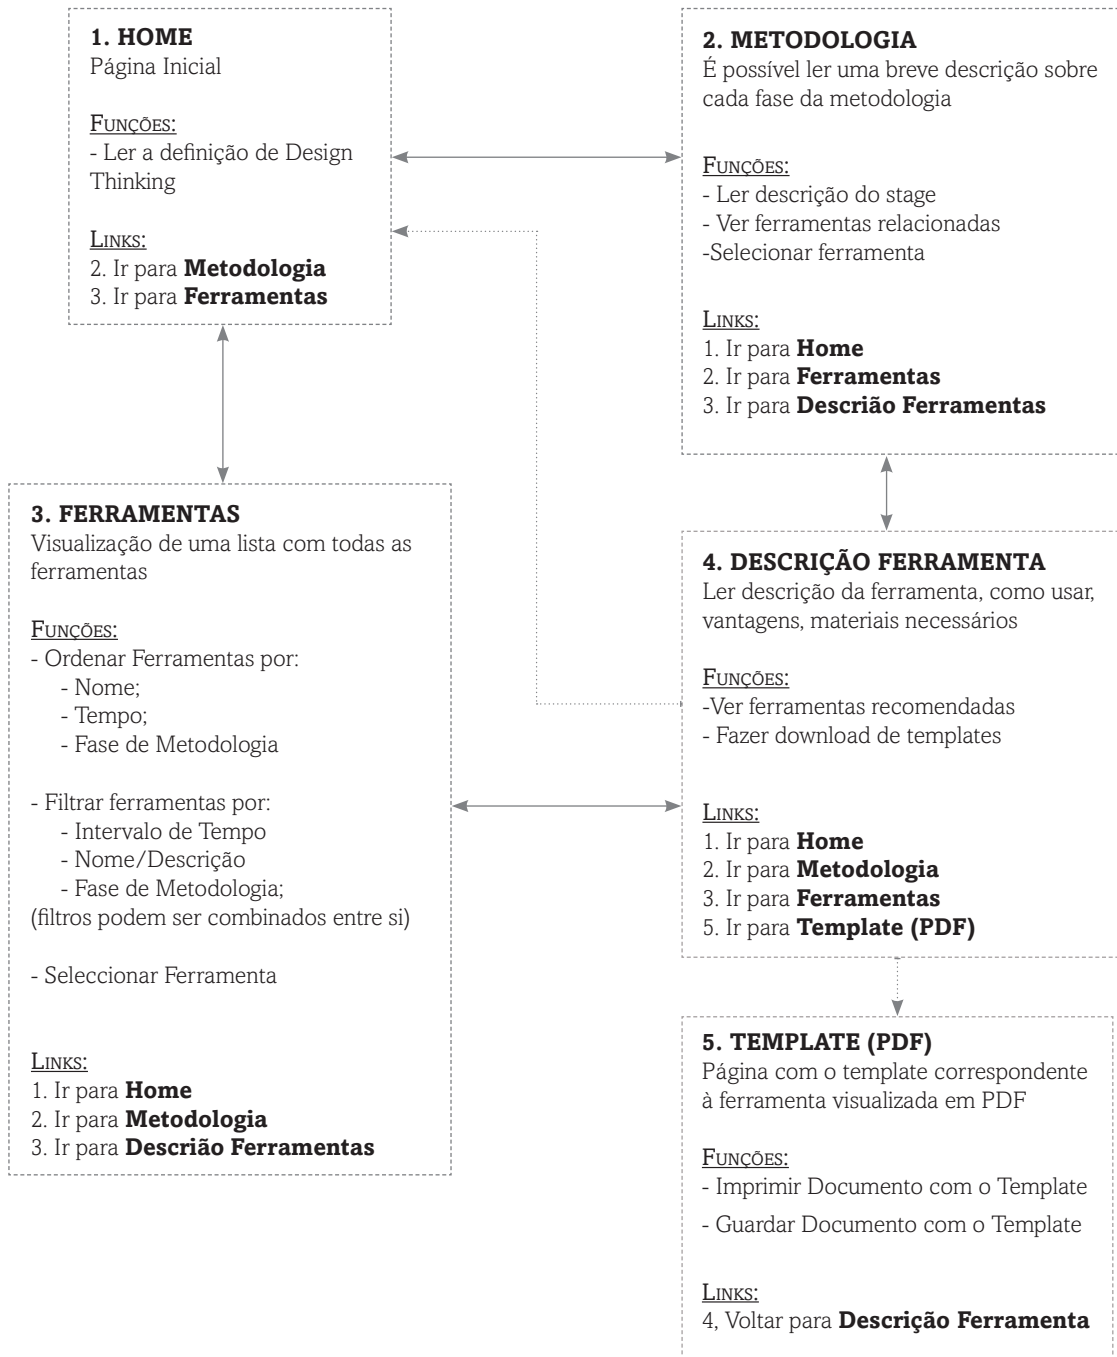 1. HOME
Página Inicial
Funções:
- Ler a definição de Design
Thinking
Links:
2. Ir para Metodologia
3. Ir para Ferramentas
2. METODOLOGIA
É possível ler uma breve descrição sobre
cada fase da metodologia
Funções:
- Ler descrição do stage
- Ver ferramentas relacionadas
-Selecionar ferramenta
Links:
1. Ir para Home
2. Ir para Ferramentas
3. Ir para Descrião Ferramentas
3. FERRAMENTAS
Visualização de uma lista com todas as
ferramentas
Funções:
- Ordenar Ferramentas por:
- Nome;
- Tempo;
- Fase de Metodologia
- Filtrar ferramentas por:
- Intervalo de Tempo
- Nome/Descrição
- Fase de Metodologia;
(filtros podem ser combinados entre si)
- Seleccionar Ferramenta
Links:
1. Ir para Home
2. Ir para Metodologia
3. Ir para Descrião Ferramentas
4. DESCRIÇÃO FERRAMENTA
Ler descrição da ferramenta, como usar,
vantagens, materiais necessários
Funções:
-Ver ferramentas recomendadas
- Fazer download de templates
Links:
1. Ir para Home
2. Ir para Metodologia
3. Ir para Ferramentas
5. Ir para Template (PDF)
5. TEMPLATE (PDF)
Página com o template correspondente
à ferramenta visualizada em PDF
Funções:
- Imprimir Documento com o Template
- Guardar Documento com o Template
Links:
4, Voltar para Descrição Ferramenta